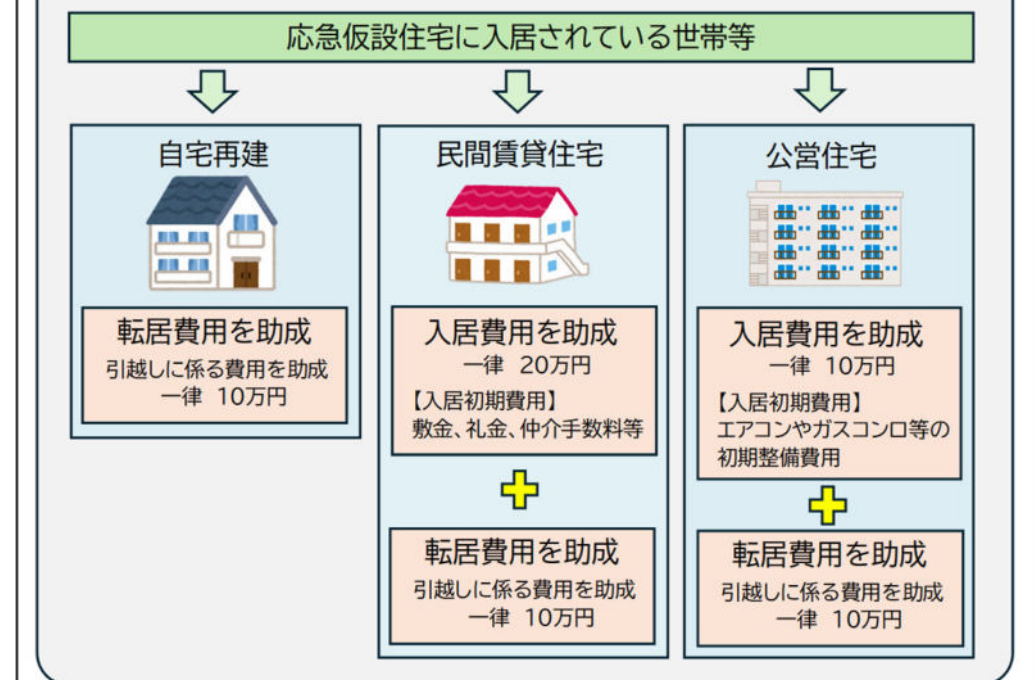 応急仮設住宅に入居されている世帯等
自宅再建
転居費用を助成
引越しに係る費用を助成
一律 10万円
民間賃貸住宅
入居費用を助成
一律 20万円
【入居初期費用】
敷金、礼金、仲介手数料等
転居費用を助成
引越しに係る費用を助成
一律 10万円
公営住宅
入居費用を助成
一律 10万円
【入居初期費用】
エアコンやガスコンロ等の
初期整備費用
転居費用を助成
引越しに係る費用を助成
一律 10万円